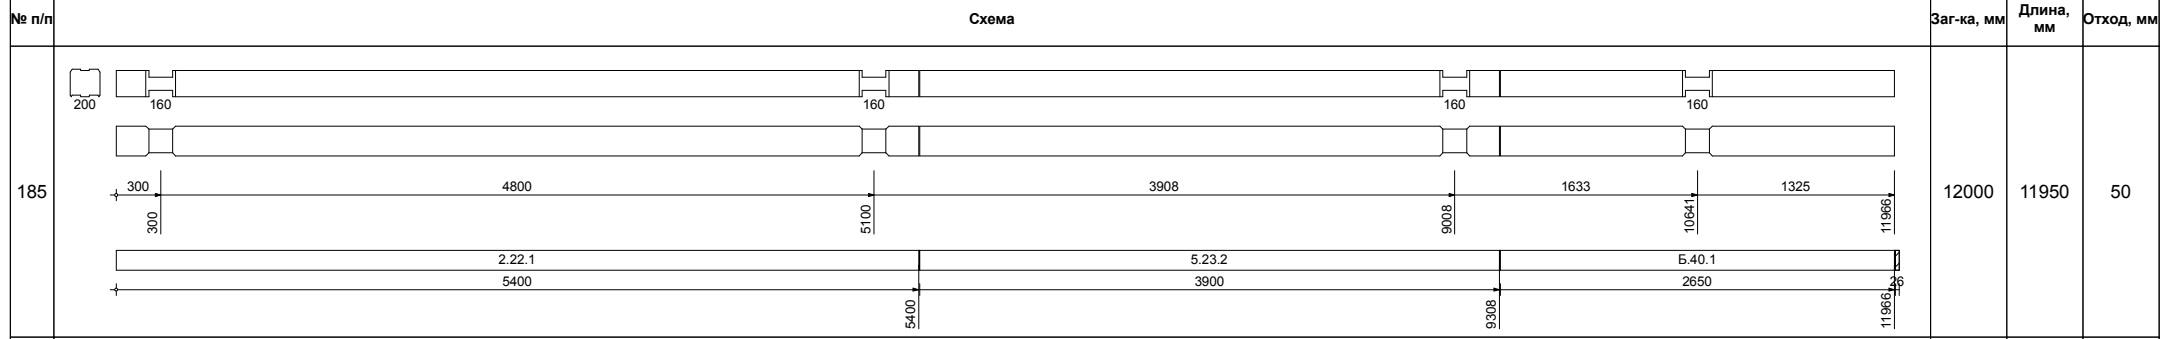 № п/п Схема Заг-ка, мм Длина, мм Отход, мм
200 160 160 160 160
185
300 4800 3908 1633 1325
12000 11950 50
300 5100 9008 10641 11966
2.22.1 5.23.2 Б.40.1
5400 3900 2650 26
5400 9308 11966